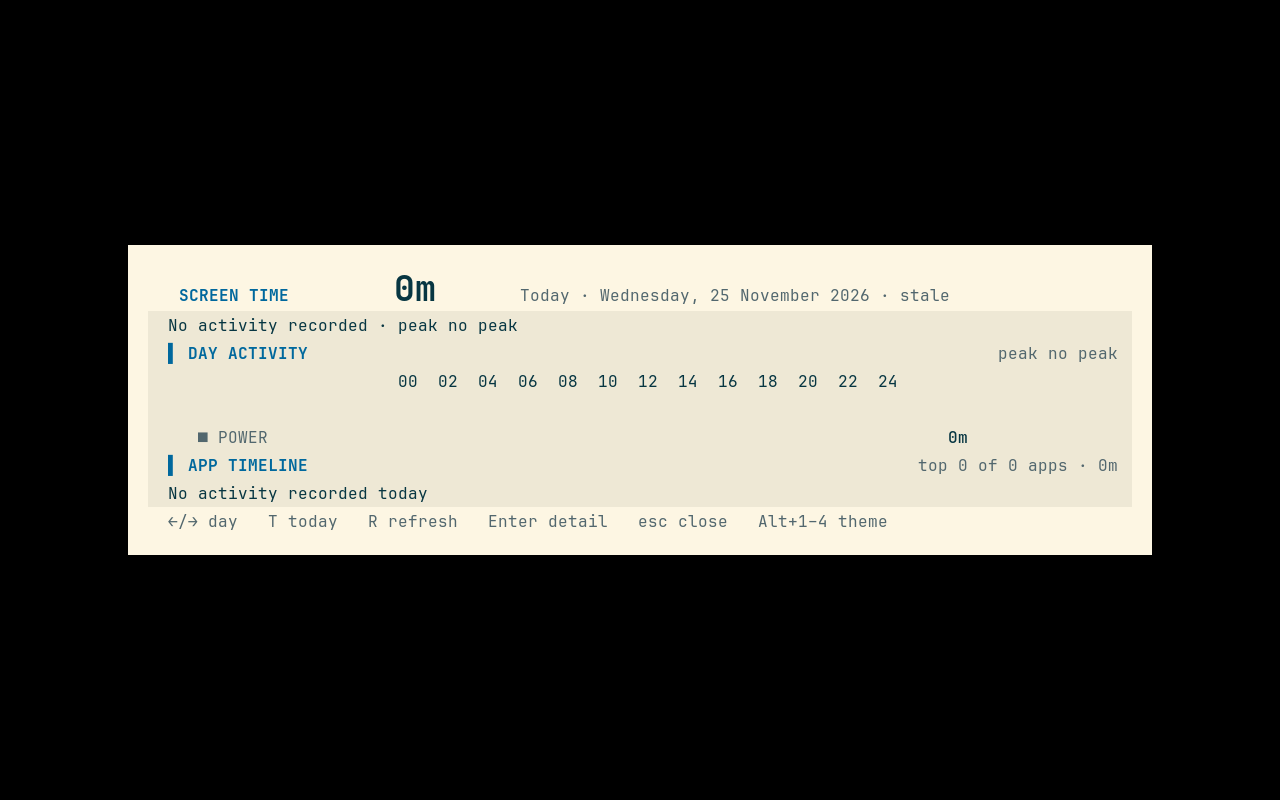 SCREEN TIME 0m Today · Wednesday, 25 November 2026 · stale
No activity recorded · peak no peak
DAY ACTIVITY peak no peak
00 02 04 06 08 10 12 14 16 18 20 22 24
■ POWER 0m
APP TIMELINE top 0 of 0 apps · 0m
No activity recorded today
←/→ day T today R refresh Enter detail esc close Alt+1–4 theme